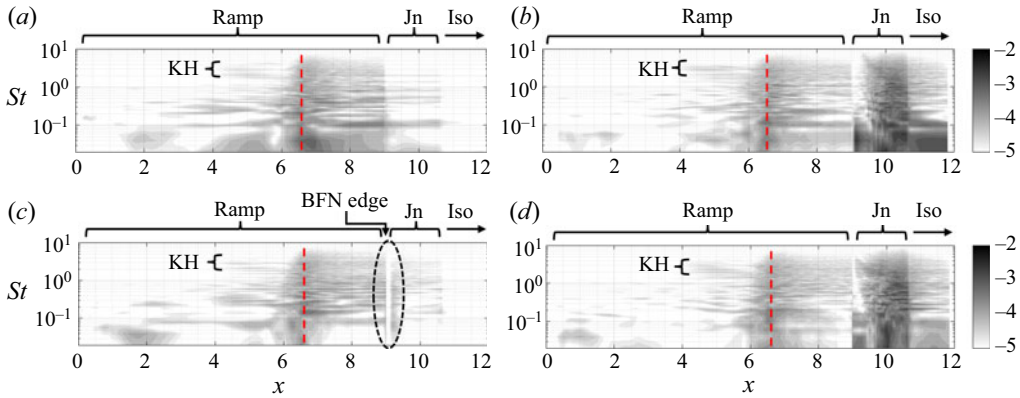 (a) Ramp Jn Iso
10^1
KH
St 10^0
10^−1
0 2 4 6 8 10 12
x
(b) Ramp Jn Iso
10^1
KH
10^0
10^−1
0 2 4 6 8 10 12
x
−2
−3
−4
−5
(c) Ramp BFN edge Jn Iso
10^1
KH
St 10^0
10^−1
0 2 4 6 8 10 12
x
(d) Ramp Jn Iso
10^1
KH
10^0
10^−1
0 2 4 6 8 10 12
x
−2
−3
−4
−5